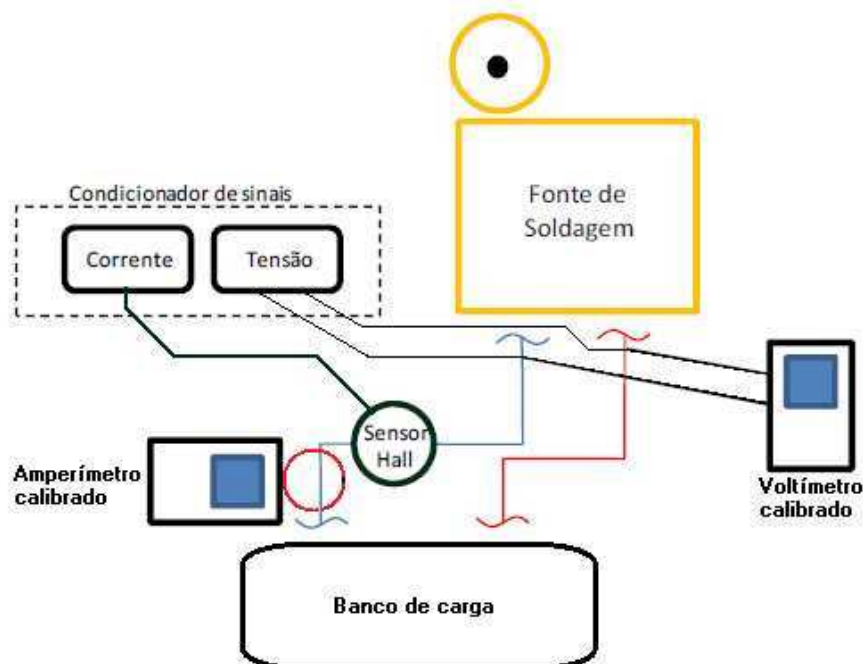 Condicionador de sinais
Corrente
Tensão
Fonte de
Soldagem
Sensor
Hall
Amperímetro
calibrado
Voltímetro
calibrado
Banco de carga